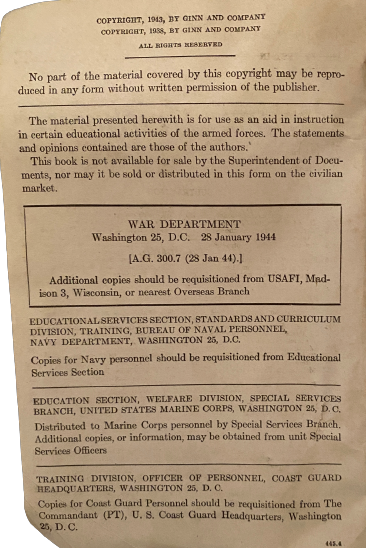 COPYRIGHT, 1943, BY GINN AND COMPANY
COPYRIGHT, 1938, BY GINN AND COMPANY
ALL RIGHTS RESERVED
No part of the material covered by this copyright may be repro-
duced in any form without written permission of the publisher.
The material presented herewith is for use as an aid in instruction
in certain educational activities of the armed forces. The statements
and opinions contained are those of the authors.
This book is not available for sale by the Superintendent of Docu-
ments, nor may it be sold or distributed in this form on the civilian
market.
WAR DEPARTMENT
Washington 25, D.C. 28 January 1944
[A.G. 300.7 (28 Jan 44).]
Additional copies should be requisitioned from USAFI, Mad-
ison 3, Wisconsin, or nearest Overseas Branch
EDUCATIONAL SERVICES SECTION, STANDARDS AND CURRICULUM
DIVISION, TRAINING, BUREAU OF NAVAL PERSONNEL,
NAVY DEPARTMENT, WASHINGTON 25, D.C.
Copies for Navy personnel should be requisitioned from Educational
Services Section
EDUCATION SECTION, WELFARE DIVISION, SPECIAL SERVICES
BRANCH, UNITED STATES MARINE CORPS, WASHINGTON 25, D. C.
Distributed to Marine Corps personnel by Special Services Branch.
Additional copies, or information, may be obtained from unit Special
Services Officers
TRAINING DIVISION, OFFICER OF PERSONNEL, COAST GUARD
HEADQUARTERS, WASHINGTON 25, D. C.
Copies for Coast Guard Personnel should be requisitioned from The
Commandant (PT), U. S. Coast Guard Headquarters, Washington
25, D. C.
445.4